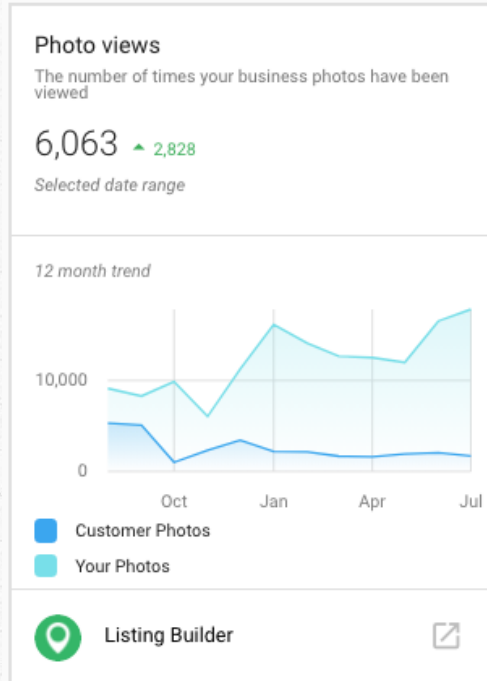 Photo views
The number of times your business photos have been
viewed
6,063 ▲ 2,828
Selected date range
12 month trend
10,000
0
Oct Jan Apr Jul
Customer Photos
Your Photos
Listing Builder